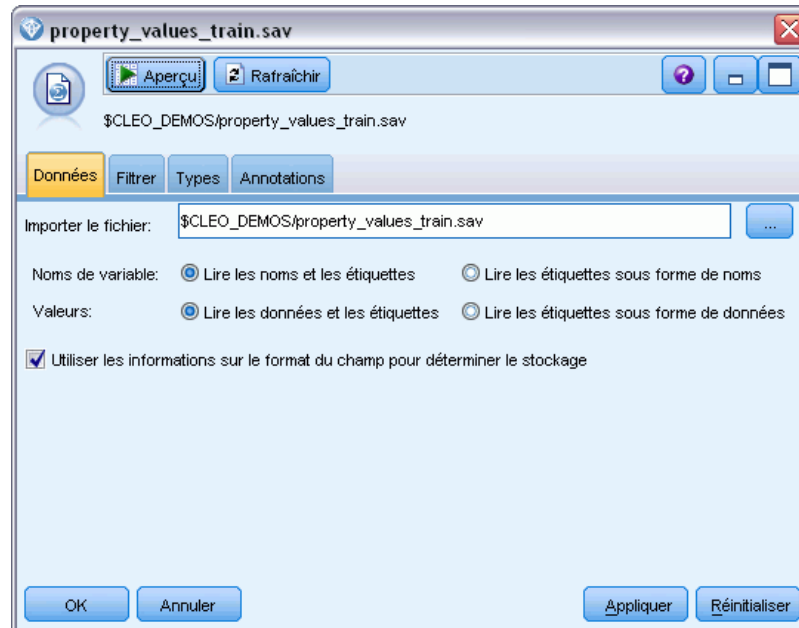 property_values_train.sav
Aperçu Rafraîchir ?
$CLEO_DEMOS/property_values_train.sav
Données Filtrer Types Annotations
Importer le fichier: $CLEO_DEMOS/property_values_train.sav ...
Noms de variable: Lire les noms et les étiquettes Lire les étiquettes sous forme de noms
Valeurs: Lire les données et les étiquettes Lire les étiquettes sous forme de données
Utiliser les informations sur le format du champ pour déterminer le stockage
OK Annuler Appliquer Réinitialiser